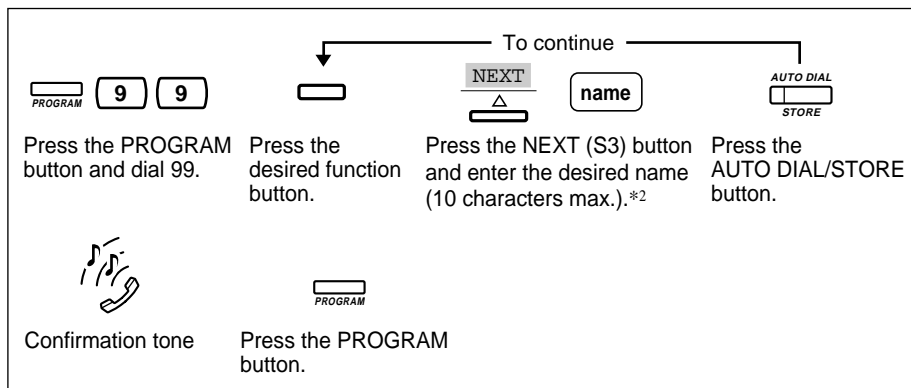 To continue
NEXT
AUTO DIAL
PROGRAM
9 9
name
STORE
Press the PROGRAM
button and dial 99.
Press the
desired function
button.
Press the NEXT (S3) button
and enter the desired name
(10 characters max.).*2
Press the
AUTO DIAL/STORE
button.
PROGRAM
Confirmation tone
Press the PROGRAM
button.